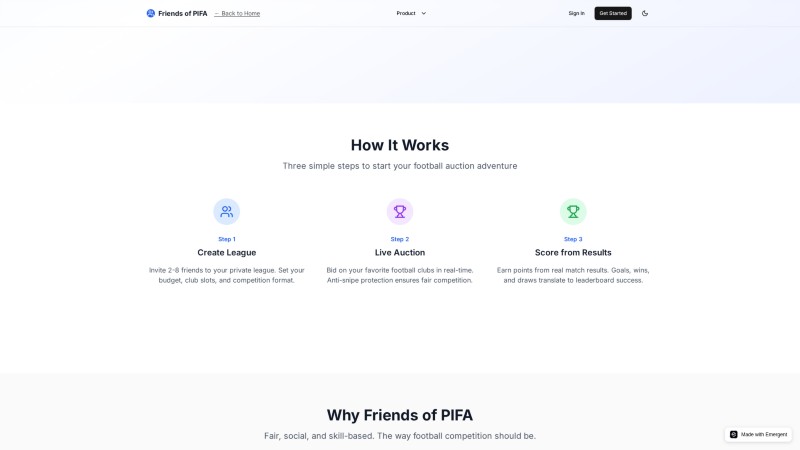 Friends of PIFA
← Back to Home
Product
Sign In
Get Started
How It Works
Three simple steps to start your football auction adventure
Step 1
Create League
Invite 2-8 friends to your private league. Set your
budget, club slots, and competition format.
Step 2
Live Auction
Bid on your favorite football clubs in real-time.
Anti-snipe protection ensures fair competition.
Step 3
Score from Results
Earn points from real match results. Goals, wins,
and draws translate to leaderboard success.
Why Friends of PIFA
Fair, social, and skill-based. The way football competition should be.
Made with Emergent